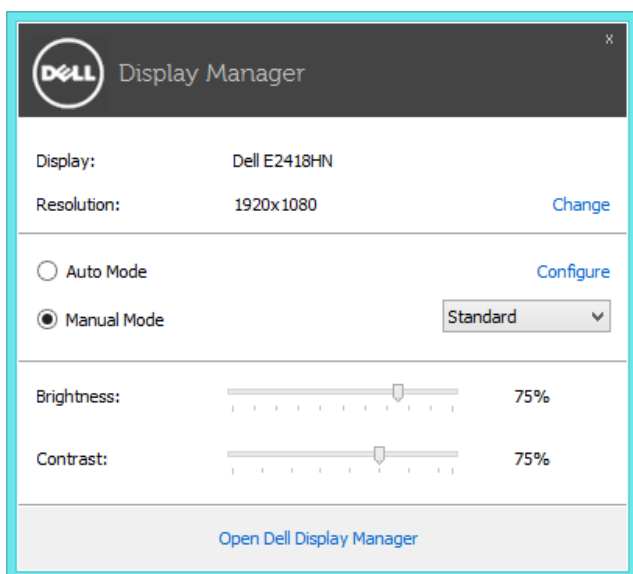 x
DELL Display Manager
Display: Dell E2418HN
Resolution: 1920x1080 Change
Auto Mode Configure
Manual Mode Standard
Brightness: 75%
Contrast: 75%
Open Dell Display Manager